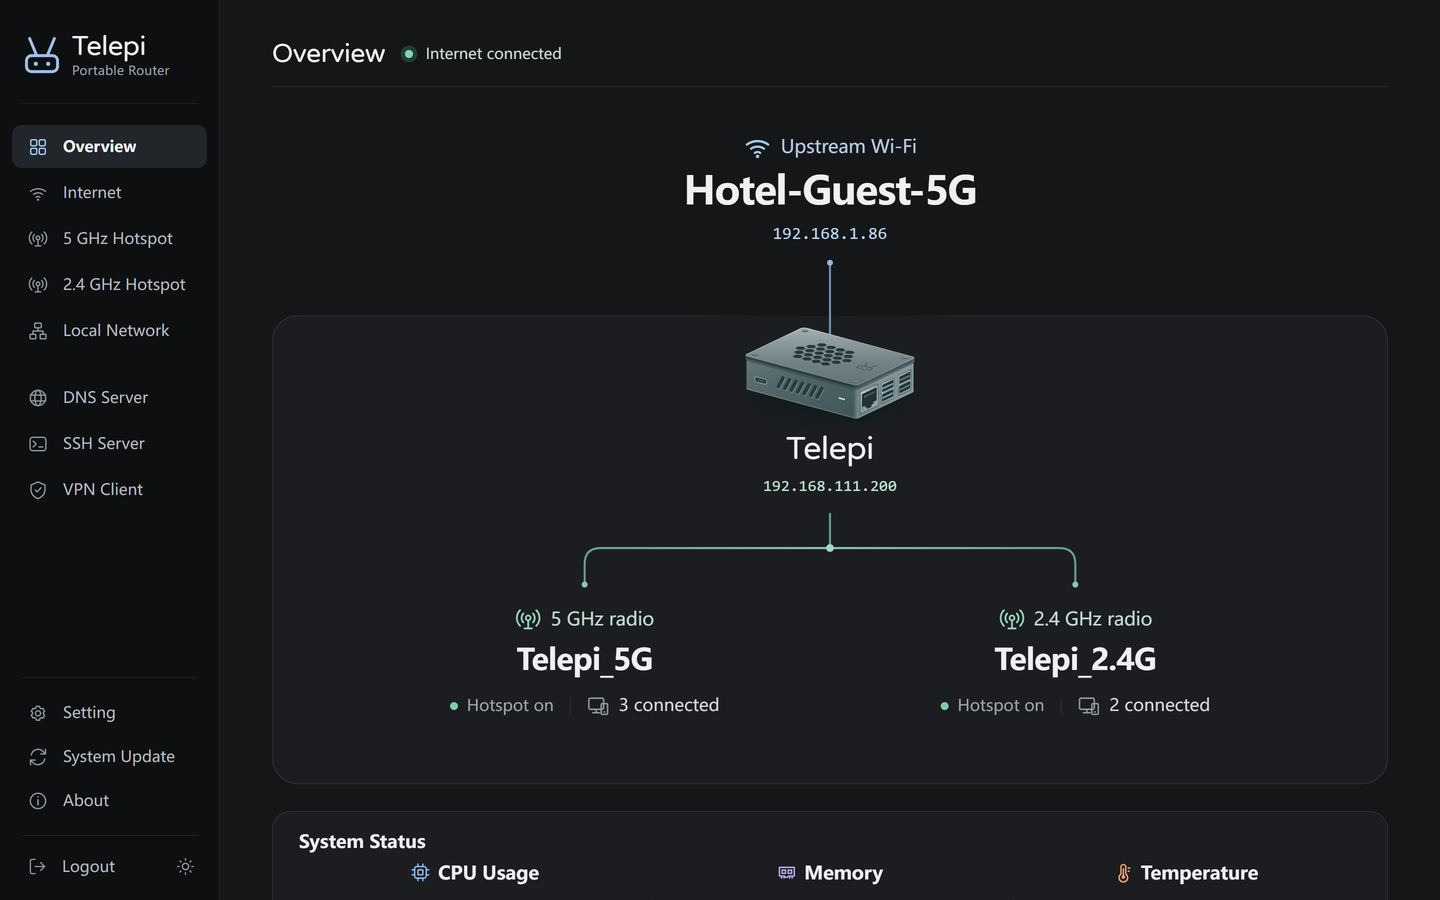 Telepi
Portable Router
Overview
Internet
5 GHz Hotspot
2.4 GHz Hotspot
Local Network
DNS Server
SSH Server
VPN Client
Setting
System Update
About
Logout
Overview
Internet connected
Upstream Wi-Fi
Hotel-Guest-5G
192.168.1.86
Telepi
192.168.111.200
5 GHz radio
Telepi_5G
Hotspot on
3 connected
2.4 GHz radio
Telepi_2.4G
Hotspot on
2 connected
System Status
CPU Usage
Memory
Temperature